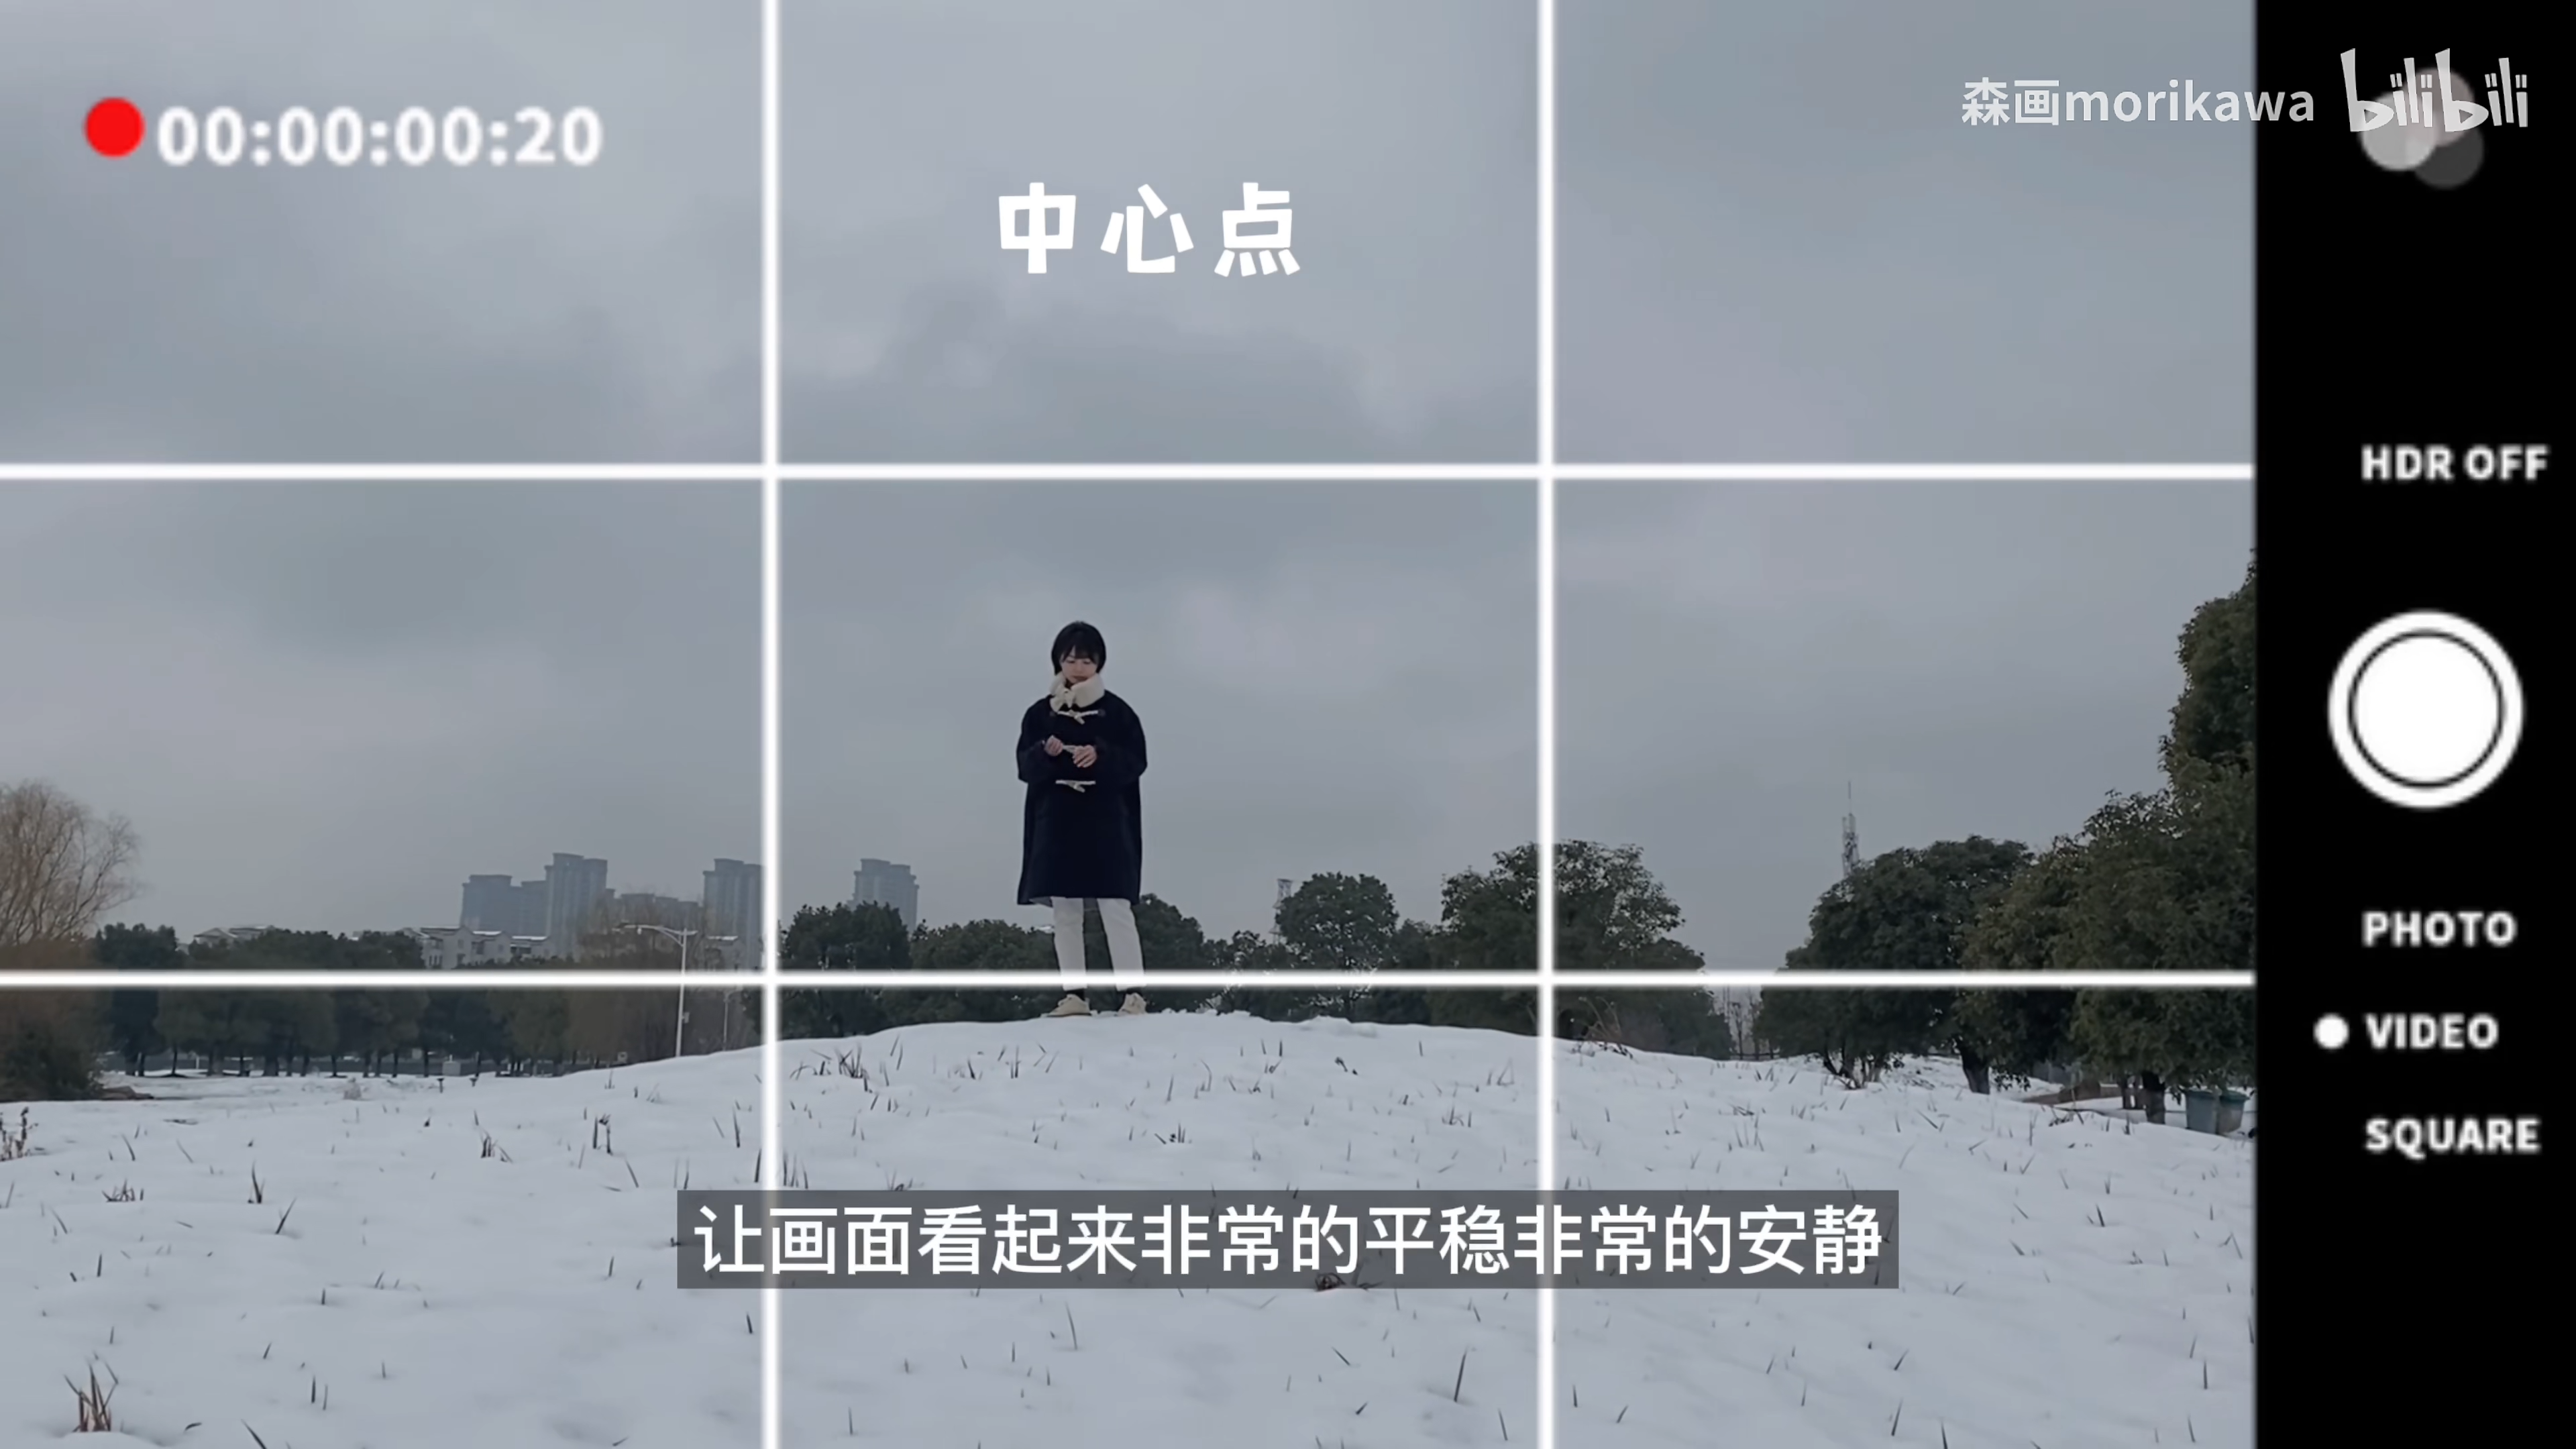 森画morikawa bilibili
00:00:00:20
中心点
HDR OFF
PHOTO
VIDEO
SQUARE
让画面看起来非常的平稳非常的安静